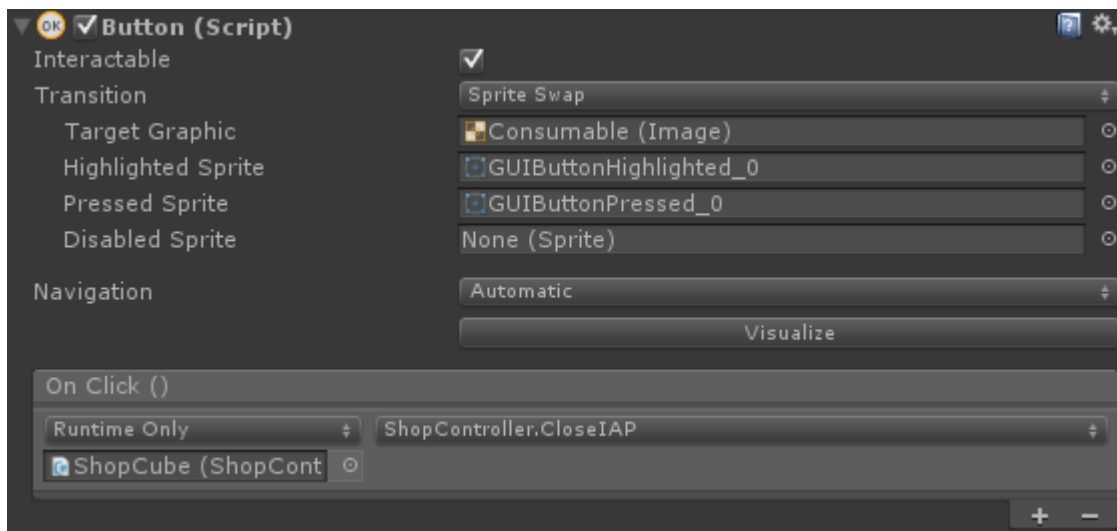 OK Button (Script) ?
Interactable
Transition Sprite Swap
Target Graphic Consumable (Image)
Highlighted Sprite GUIButtonHighlighted_0
Pressed Sprite GUIButtonPressed_0
Disabled Sprite None (Sprite)
Navigation Automatic
Visualize
On Click ()
Runtime Only ShopController.CloseIAP
ShopCube (ShopCont
+ −